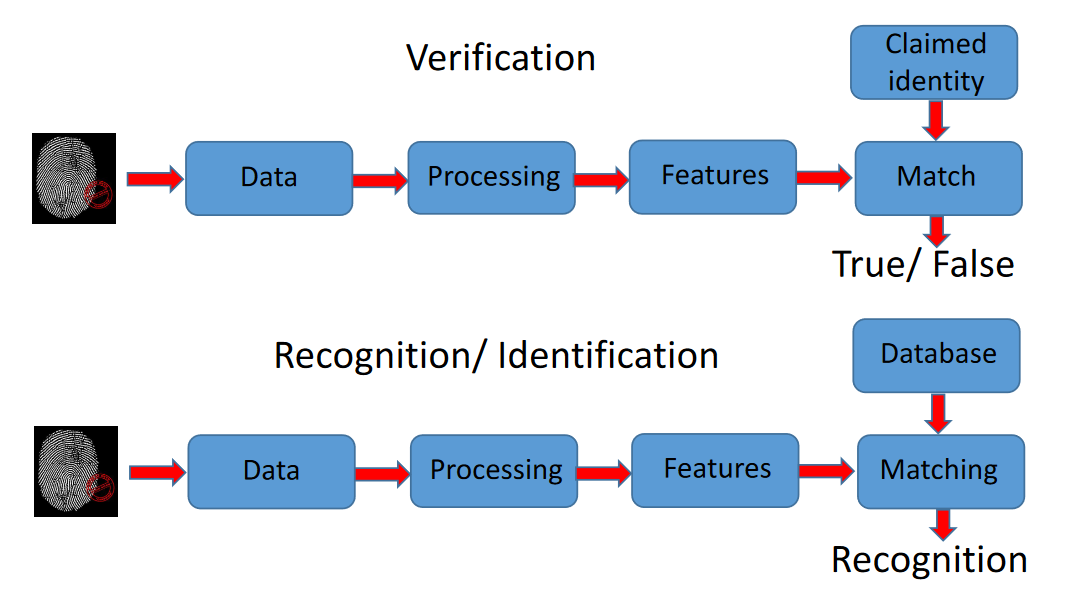 Verification
Claimed
identity
Data
Processing
Features
Match
True/ False
Recognition/ Identification
Database
Data
Processing
Features
Matching
Recognition